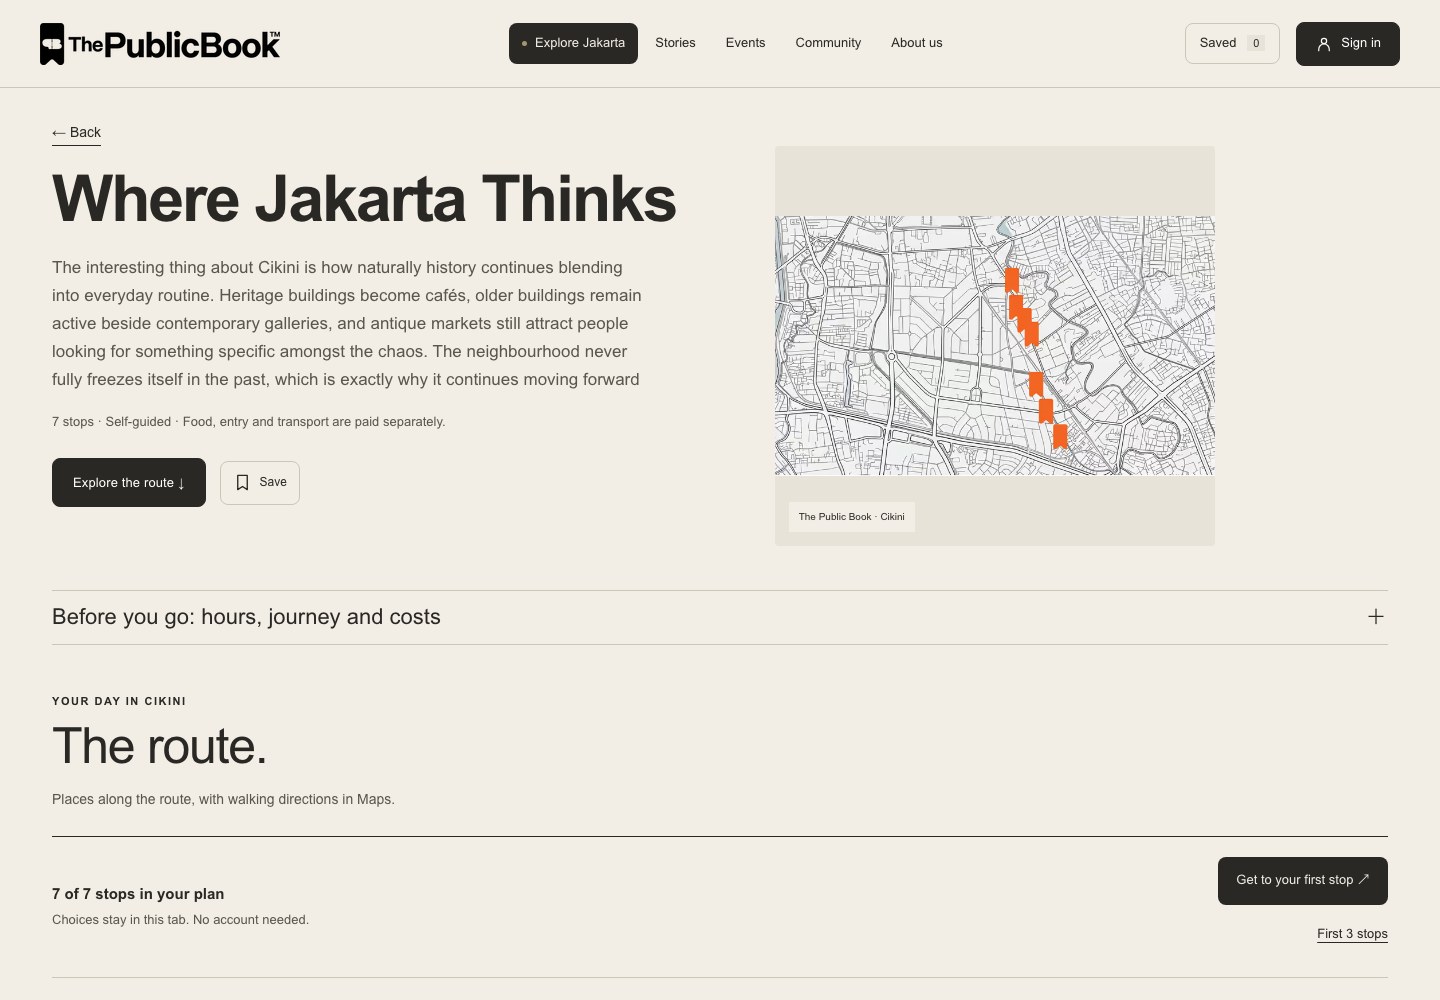 ThePublicBook™
Explore Jakarta
Stories
Events
Community
About us
Saved 0
Sign in
← Back
Where Jakarta Thinks
The interesting thing about Cikini is how naturally history continues blending
into everyday routine. Heritage buildings become cafés, older buildings remain
active beside contemporary galleries, and antique markets still attract people
looking for something specific amongst the chaos. The neighbourhood never
fully freezes itself in the past, which is exactly why it continues moving forward
7 stops · Self-guided · Food, entry and transport are paid separately.
Explore the route ↓
Save
The Public Book · Cikini
Before you go: hours, journey and costs
YOUR DAY IN CIKINI
The route.
Places along the route, with walking directions in Maps.
7 of 7 stops in your plan
Choices stay in this tab. No account needed.
Get to your first stop ↗
First 3 stops